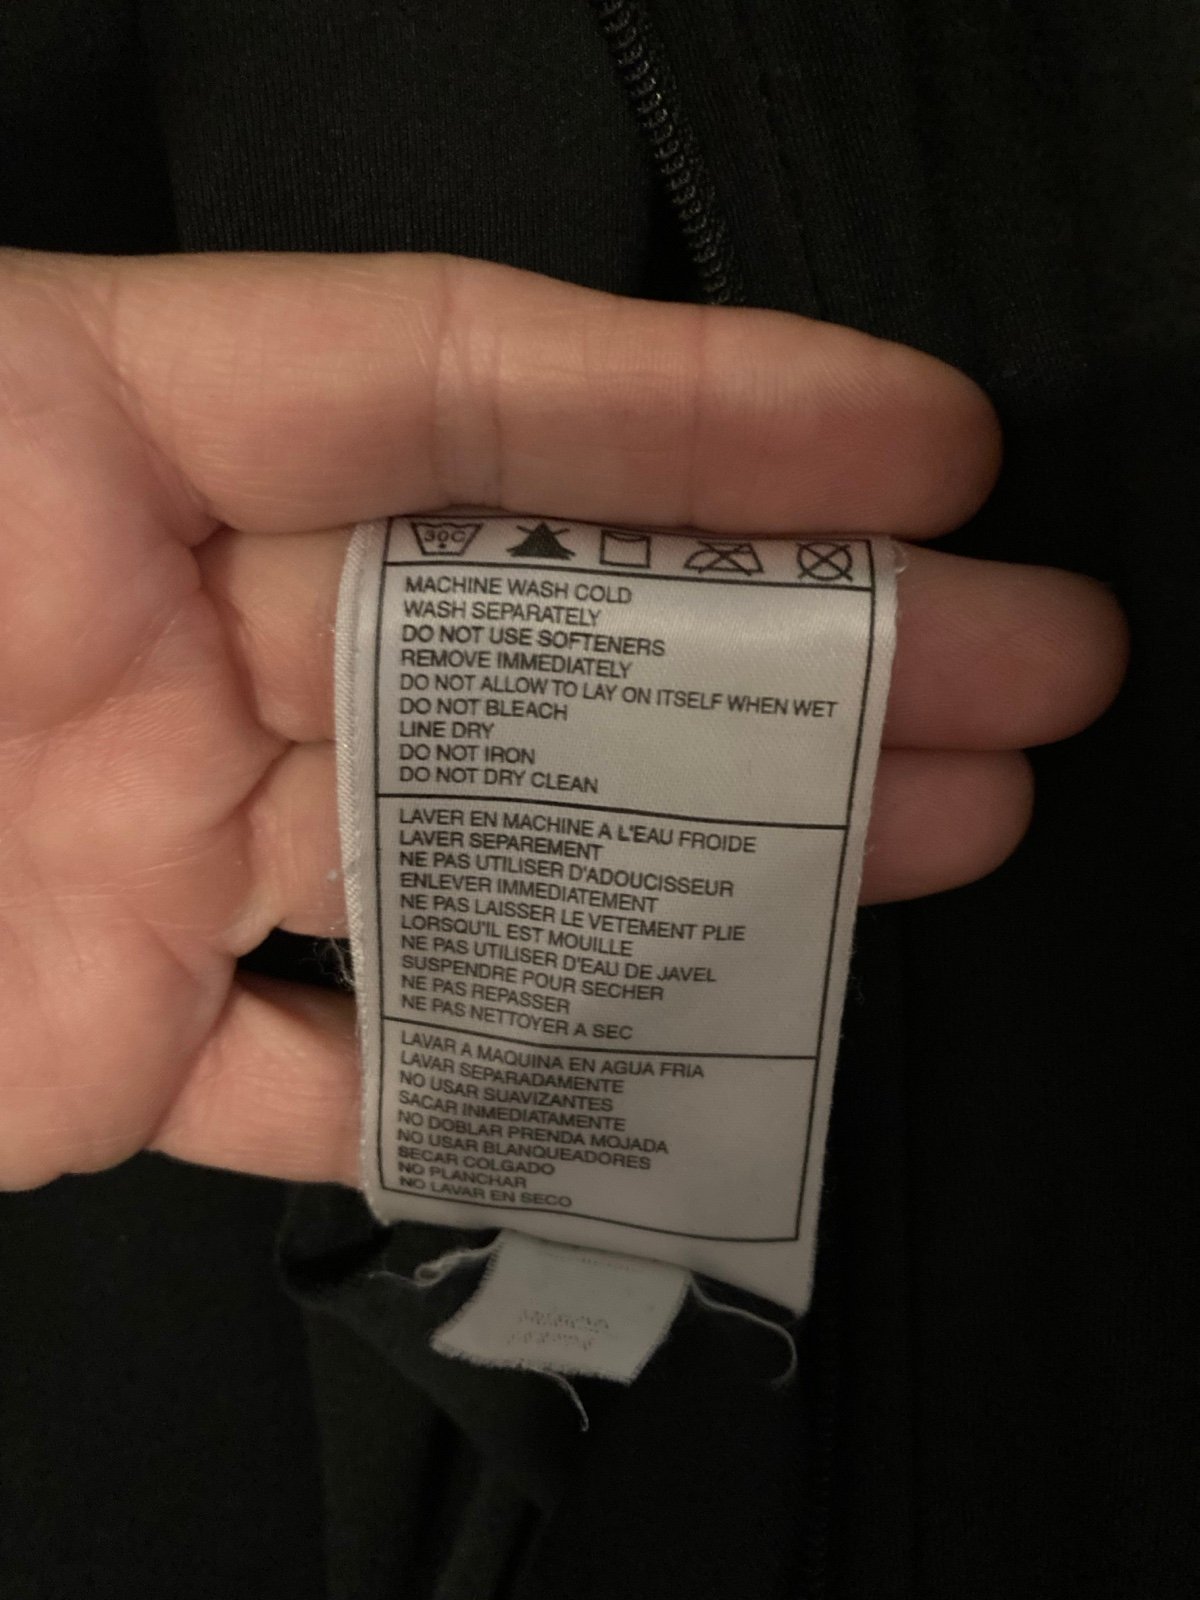 30C
MACHINE WASH COLD
WASH SEPARATELY
DO NOT USE SOFTENERS
REMOVE IMMEDIATELY
DO NOT ALLOW TO LAY ON ITSELF WHEN WET
DO NOT BLEACH
LINE DRY
DO NOT IRON
DO NOT DRY CLEAN
LAVER EN MACHINE A L'EAU FROIDE
LAVER SEPAREMENT
NE PAS UTILISER D'ADOUCISSEUR
ENLEVER IMMEDIATEMENT
NE PAS LAISSER LE VETEMENT PLIE
LORSQU'IL EST MOUILLE
NE PAS UTILISER D'EAU DE JAVEL
SUSPENDRE POUR SECHER
NE PAS REPASSER
NE PAS NETTOYER A SEC
LAVAR A MAQUINA EN AGUA FRIA
LAVAR SEPARADAMENTE
NO USAR SUAVIZANTES
SACAR INMEDIATAMENTE
NO DOBLAR PRENDA MOJADA
NO USAR BLANQUEADORES
SECAR COLGADO
NO PLANCHAR
NO LAVAR EN SECO